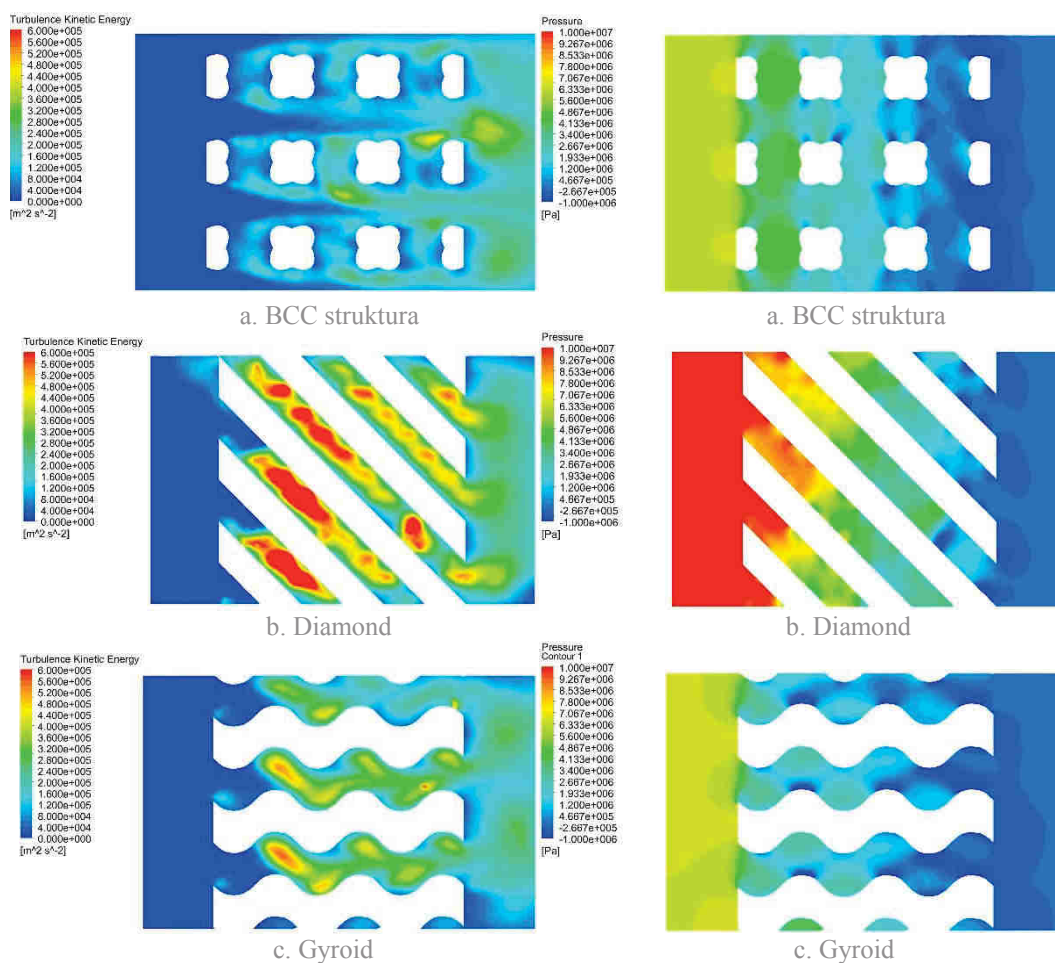 Turbulence Kinetic Energy
6.000e+005
5.600e+005
5.200e+005
4.800e+005
4.400e+005
4.000e+005
3.600e+005
3.200e+005
2.800e+005
2.400e+005
2.000e+005
1.600e+005
1.200e+005
8.000e+004
4.000e+004
0.000e+000
[m^2 s^-2]
Pressure
1.000e+007
9.267e+006
8.533e+006
7.800e+006
7.067e+006
6.333e+006
5.600e+006
4.867e+006
4.133e+006
3.400e+006
2.667e+006
1.933e+006
1.200e+006
4.667e+005
-2.667e+005
-1.000e+006
[Pa]
a. BCC struktura
a. BCC struktura
Turbulence Kinetic Energy
6.000e+005
5.600e+005
5.200e+005
4.800e+005
4.400e+005
4.000e+005
3.600e+005
3.200e+005
2.800e+005
2.400e+005
2.000e+005
1.600e+005
1.200e+005
8.000e+004
4.000e+004
0.000e+000
[m^2 s^-2]
Pressure
1.000e+007
9.267e+006
8.533e+006
7.800e+006
7.067e+006
6.333e+006
5.600e+006
4.867e+006
4.133e+006
3.400e+006
2.667e+006
1.933e+006
1.200e+006
4.667e+005
-2.667e+005
-1.000e+006
[Pa]
b. Diamond
b. Diamond
Turbulence Kinetic Energy
6.000e+005
5.600e+005
5.200e+005
4.800e+005
4.400e+005
4.000e+005
3.600e+005
3.200e+005
2.800e+005
2.400e+005
2.000e+005
1.600e+005
1.200e+005
8.000e+004
4.000e+004
0.000e+000
[m^2 s^-2]
Pressure
Contour 1
1.000e+007
9.267e+006
8.533e+006
7.800e+006
7.067e+006
6.333e+006
5.600e+006
4.867e+006
4.133e+006
3.400e+006
2.667e+006
1.933e+006
1.200e+006
4.667e+005
-2.667e+005
-1.000e+006
[Pa]
c. Gyroid
c. Gyroid